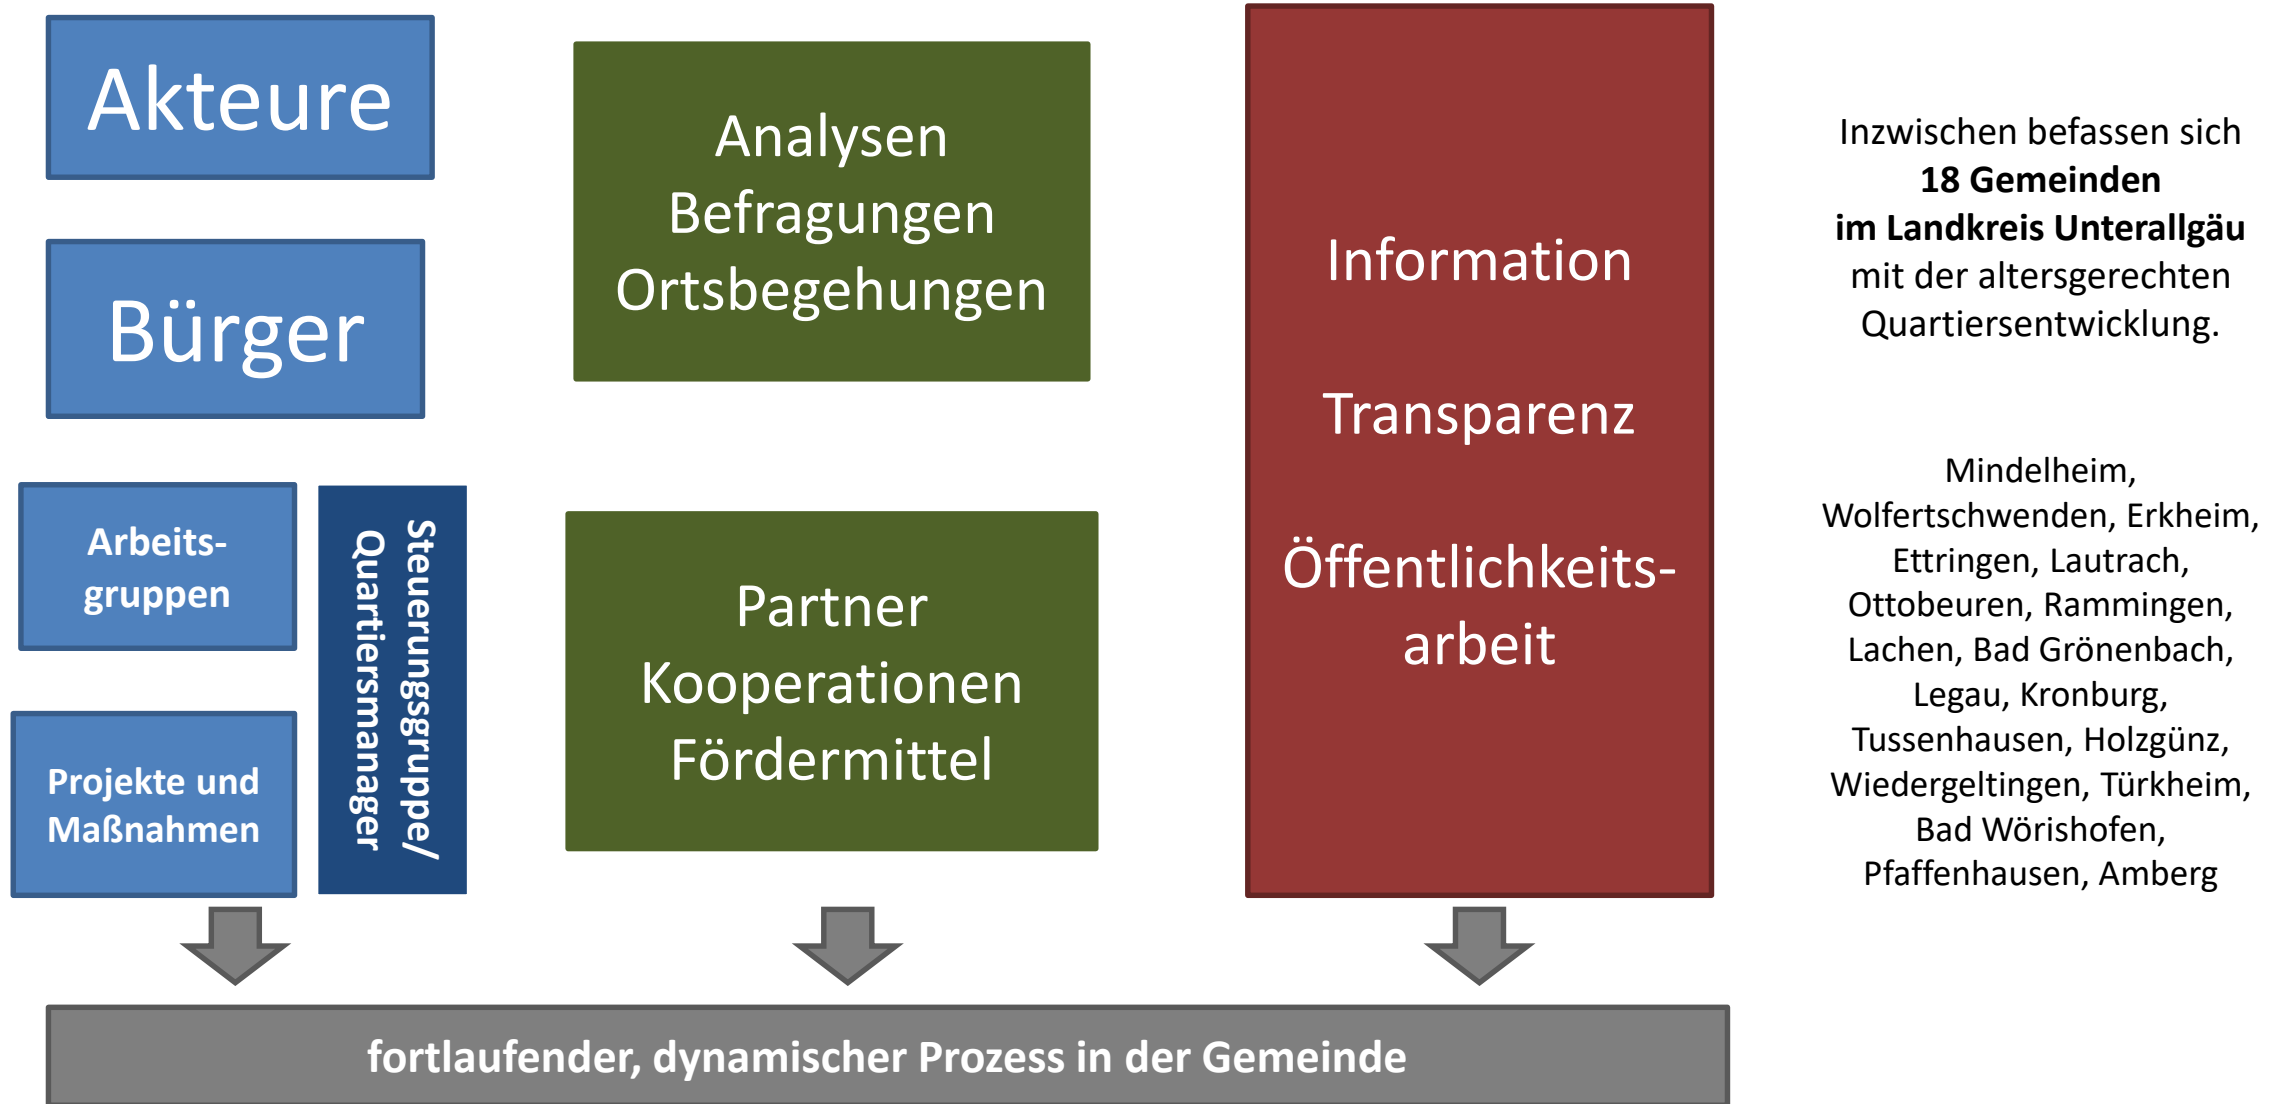 Akteure
Bürger
Arbeits-
gruppen
Projekte und
Maßnahmen
Steuerungsgruppe/
Quartiersmanager
Analysen
Befragungen
Ortsbegehungen
Partner
Kooperationen
Fördermittel
Information
Transparenz
Öffentlichkeits-
arbeit
Inzwischen befassen sich
18 Gemeinden
im Landkreis Unterallgäu
mit der altersgerechten
Quartiersentwicklung.
Mindelheim,
Wolfertschwenden, Erkheim,
Ettringen, Lautrach,
Ottobeuren, Rammingen,
Lachen, Bad Grönenbach,
Legau, Kronburg,
Tussenhausen, Holzgünz,
Wiedergeltingen, Türkheim,
Bad Wörishofen,
Pfaffenhausen, Amberg
fortlaufender, dynamischer Prozess in der Gemeinde